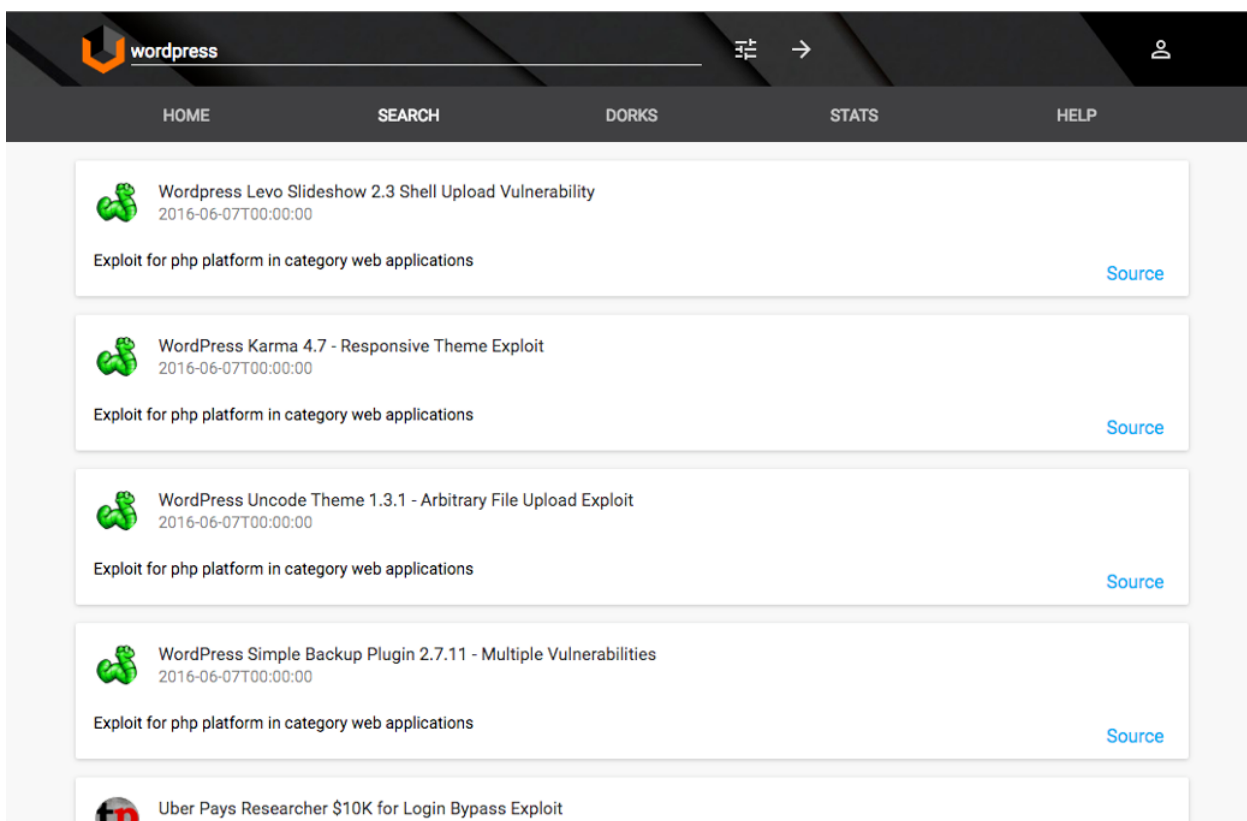 wordpress
HOME SEARCH DORKS STATS HELP
Wordpress Levo Slideshow 2.3 Shell Upload Vulnerability
2016-06-07T00:00:00
Exploit for php platform in category web applications
Source
WordPress Karma 4.7 - Responsive Theme Exploit
2016-06-07T00:00:00
Exploit for php platform in category web applications
Source
WordPress Uncode Theme 1.3.1 - Arbitrary File Upload Exploit
2016-06-07T00:00:00
Exploit for php platform in category web applications
Source
WordPress Simple Backup Plugin 2.7.11 - Multiple Vulnerabilities
2016-06-07T00:00:00
Exploit for php platform in category web applications
Source
tp
Uber Pays Researcher $10K for Login Bypass Exploit